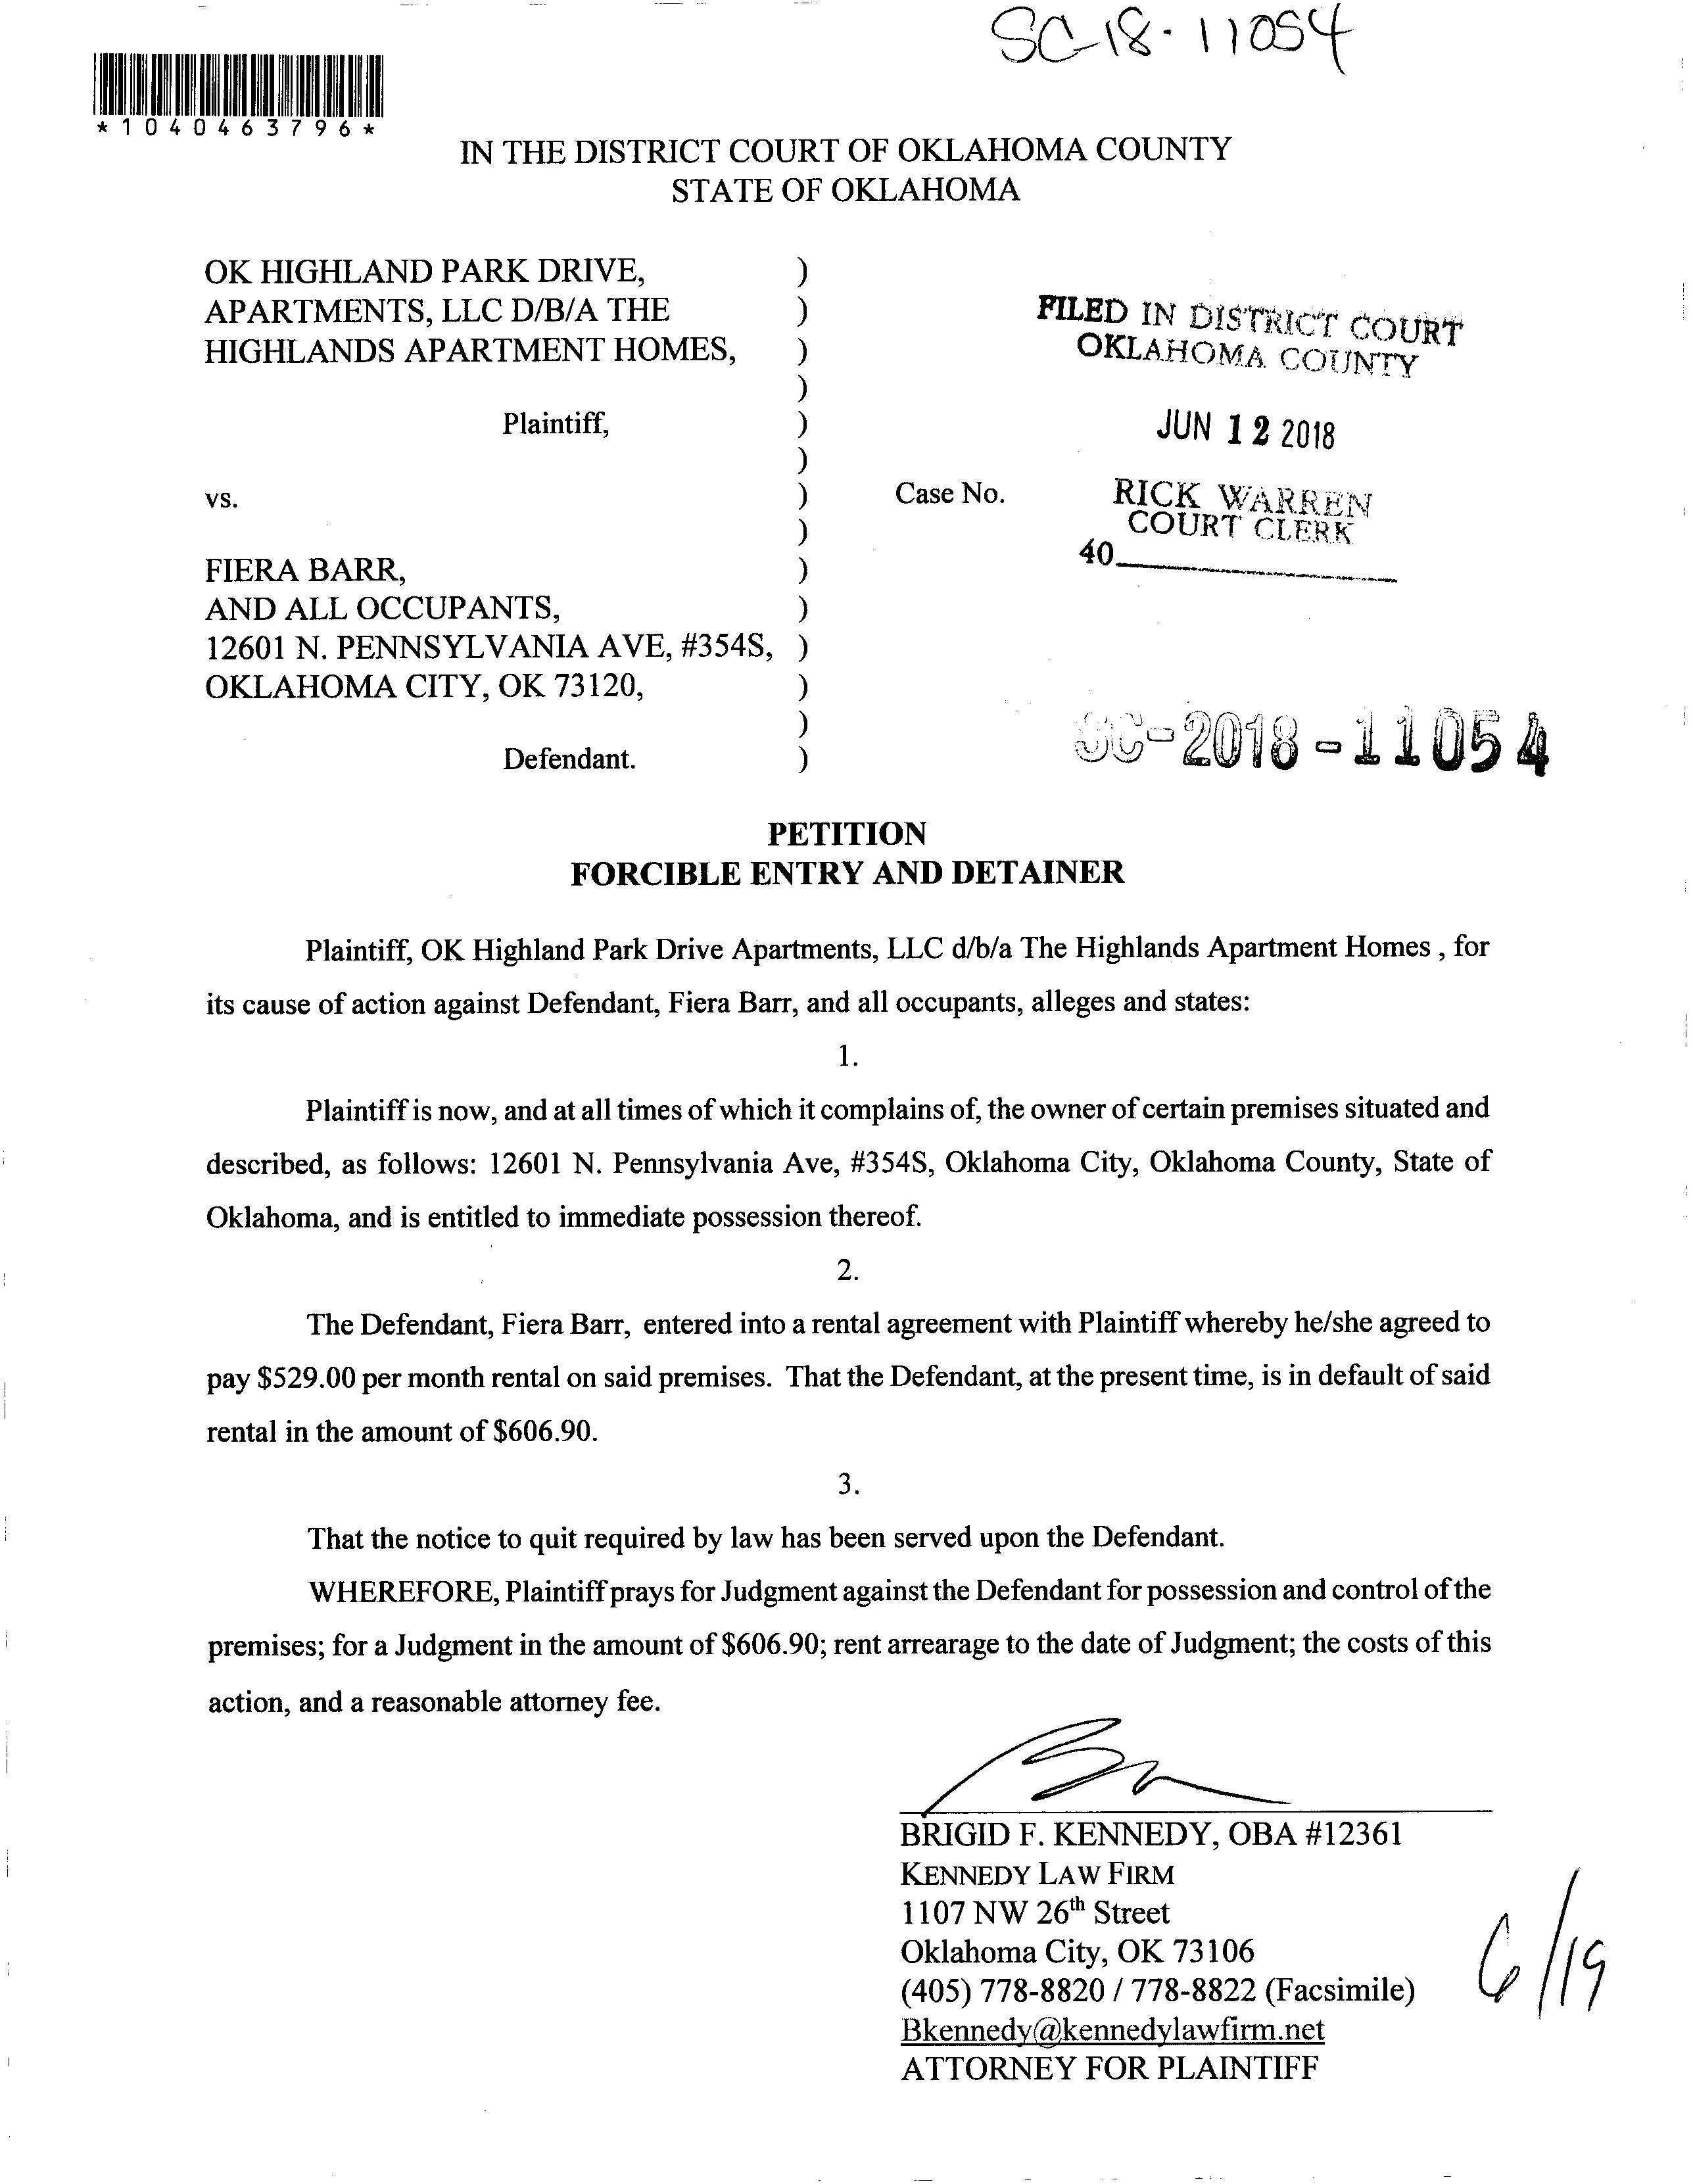 SC-18-11054
*1040463796*
IN THE DISTRICT COURT OF OKLAHOMA COUNTY
STATE OF OKLAHOMA
OK HIGHLAND PARK DRIVE, )
APARTMENTS, LLC D/B/A THE )
HIGHLANDS APARTMENT HOMES, )
)
Plaintiff, )
)
vs. ) Case No.
)
FIERA BARR, )
AND ALL OCCUPANTS, )
12601 N. PENNSYLVANIA AVE, #354S, )
OKLAHOMA CITY, OK 73120, )
)
Defendant. )
FILED IN DISTRICT COURT
OKLAHOMA COUNTY
JUN 12 2018
RICK WARREN
COURT CLERK
40
SC-2018-11054
PETITION
FORCIBLE ENTRY AND DETAINER
Plaintiff, OK Highland Park Drive Apartments, LLC d/b/a The Highlands Apartment Homes , for
its cause of action against Defendant, Fiera Barr, and all occupants, alleges and states:
1.
Plaintiff is now, and at all times of which it complains of, the owner of certain premises situated and
described, as follows: 12601 N. Pennsylvania Ave, #354S, Oklahoma City, Oklahoma County, State of
Oklahoma, and is entitled to immediate possession thereof.
2.
The Defendant, Fiera Barr, entered into a rental agreement with Plaintiff whereby he/she agreed to
pay $529.00 per month rental on said premises. That the Defendant, at the present time, is in default of said
rental in the amount of $606.90.
3.
That the notice to quit required by law has been served upon the Defendant.
WHEREFORE, Plaintiff prays for Judgment against the Defendant for possession and control of the
premises; for a Judgment in the amount of $606.90; rent arrearage to the date of Judgment; the costs of this
action, and a reasonable attorney fee.
BRIGID F. KENNEDY, OBA #12361
KENNEDY LAW FIRM
1107 NW 26th Street
Oklahoma City, OK 73106
(405) 778-8820 / 778-8822 (Facsimile)
Bkennedy@kennedylawfirm.net
ATTORNEY FOR PLAINTIFF
6/19